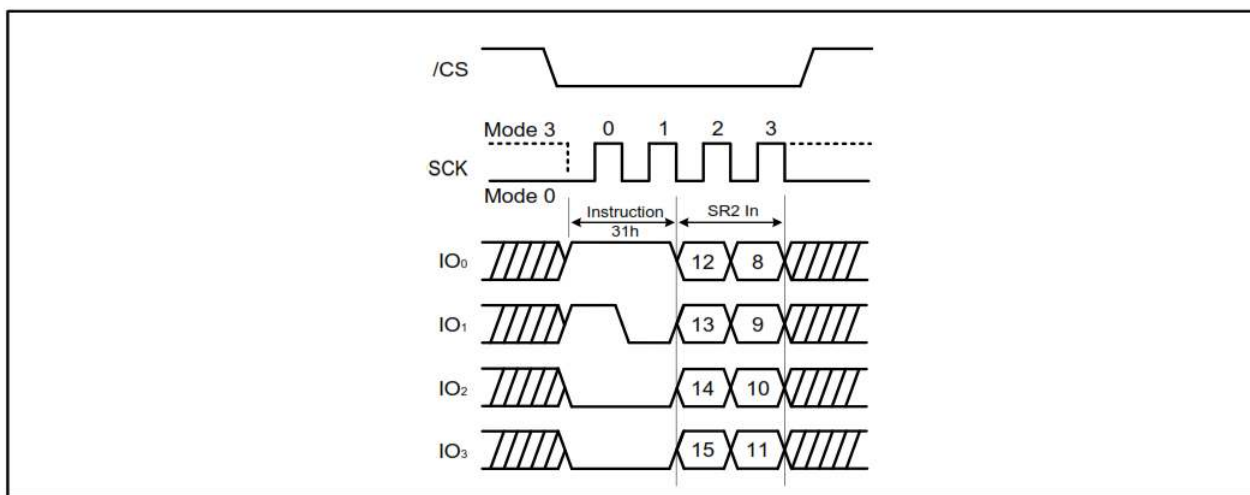 /CS
Mode 3 0 1 2 3
SCK
Mode 0
Instruction SR2 In
31h
IO₀ 12 8
IO₁ 13 9
IO₂ 14 10
IO₃ 15 11